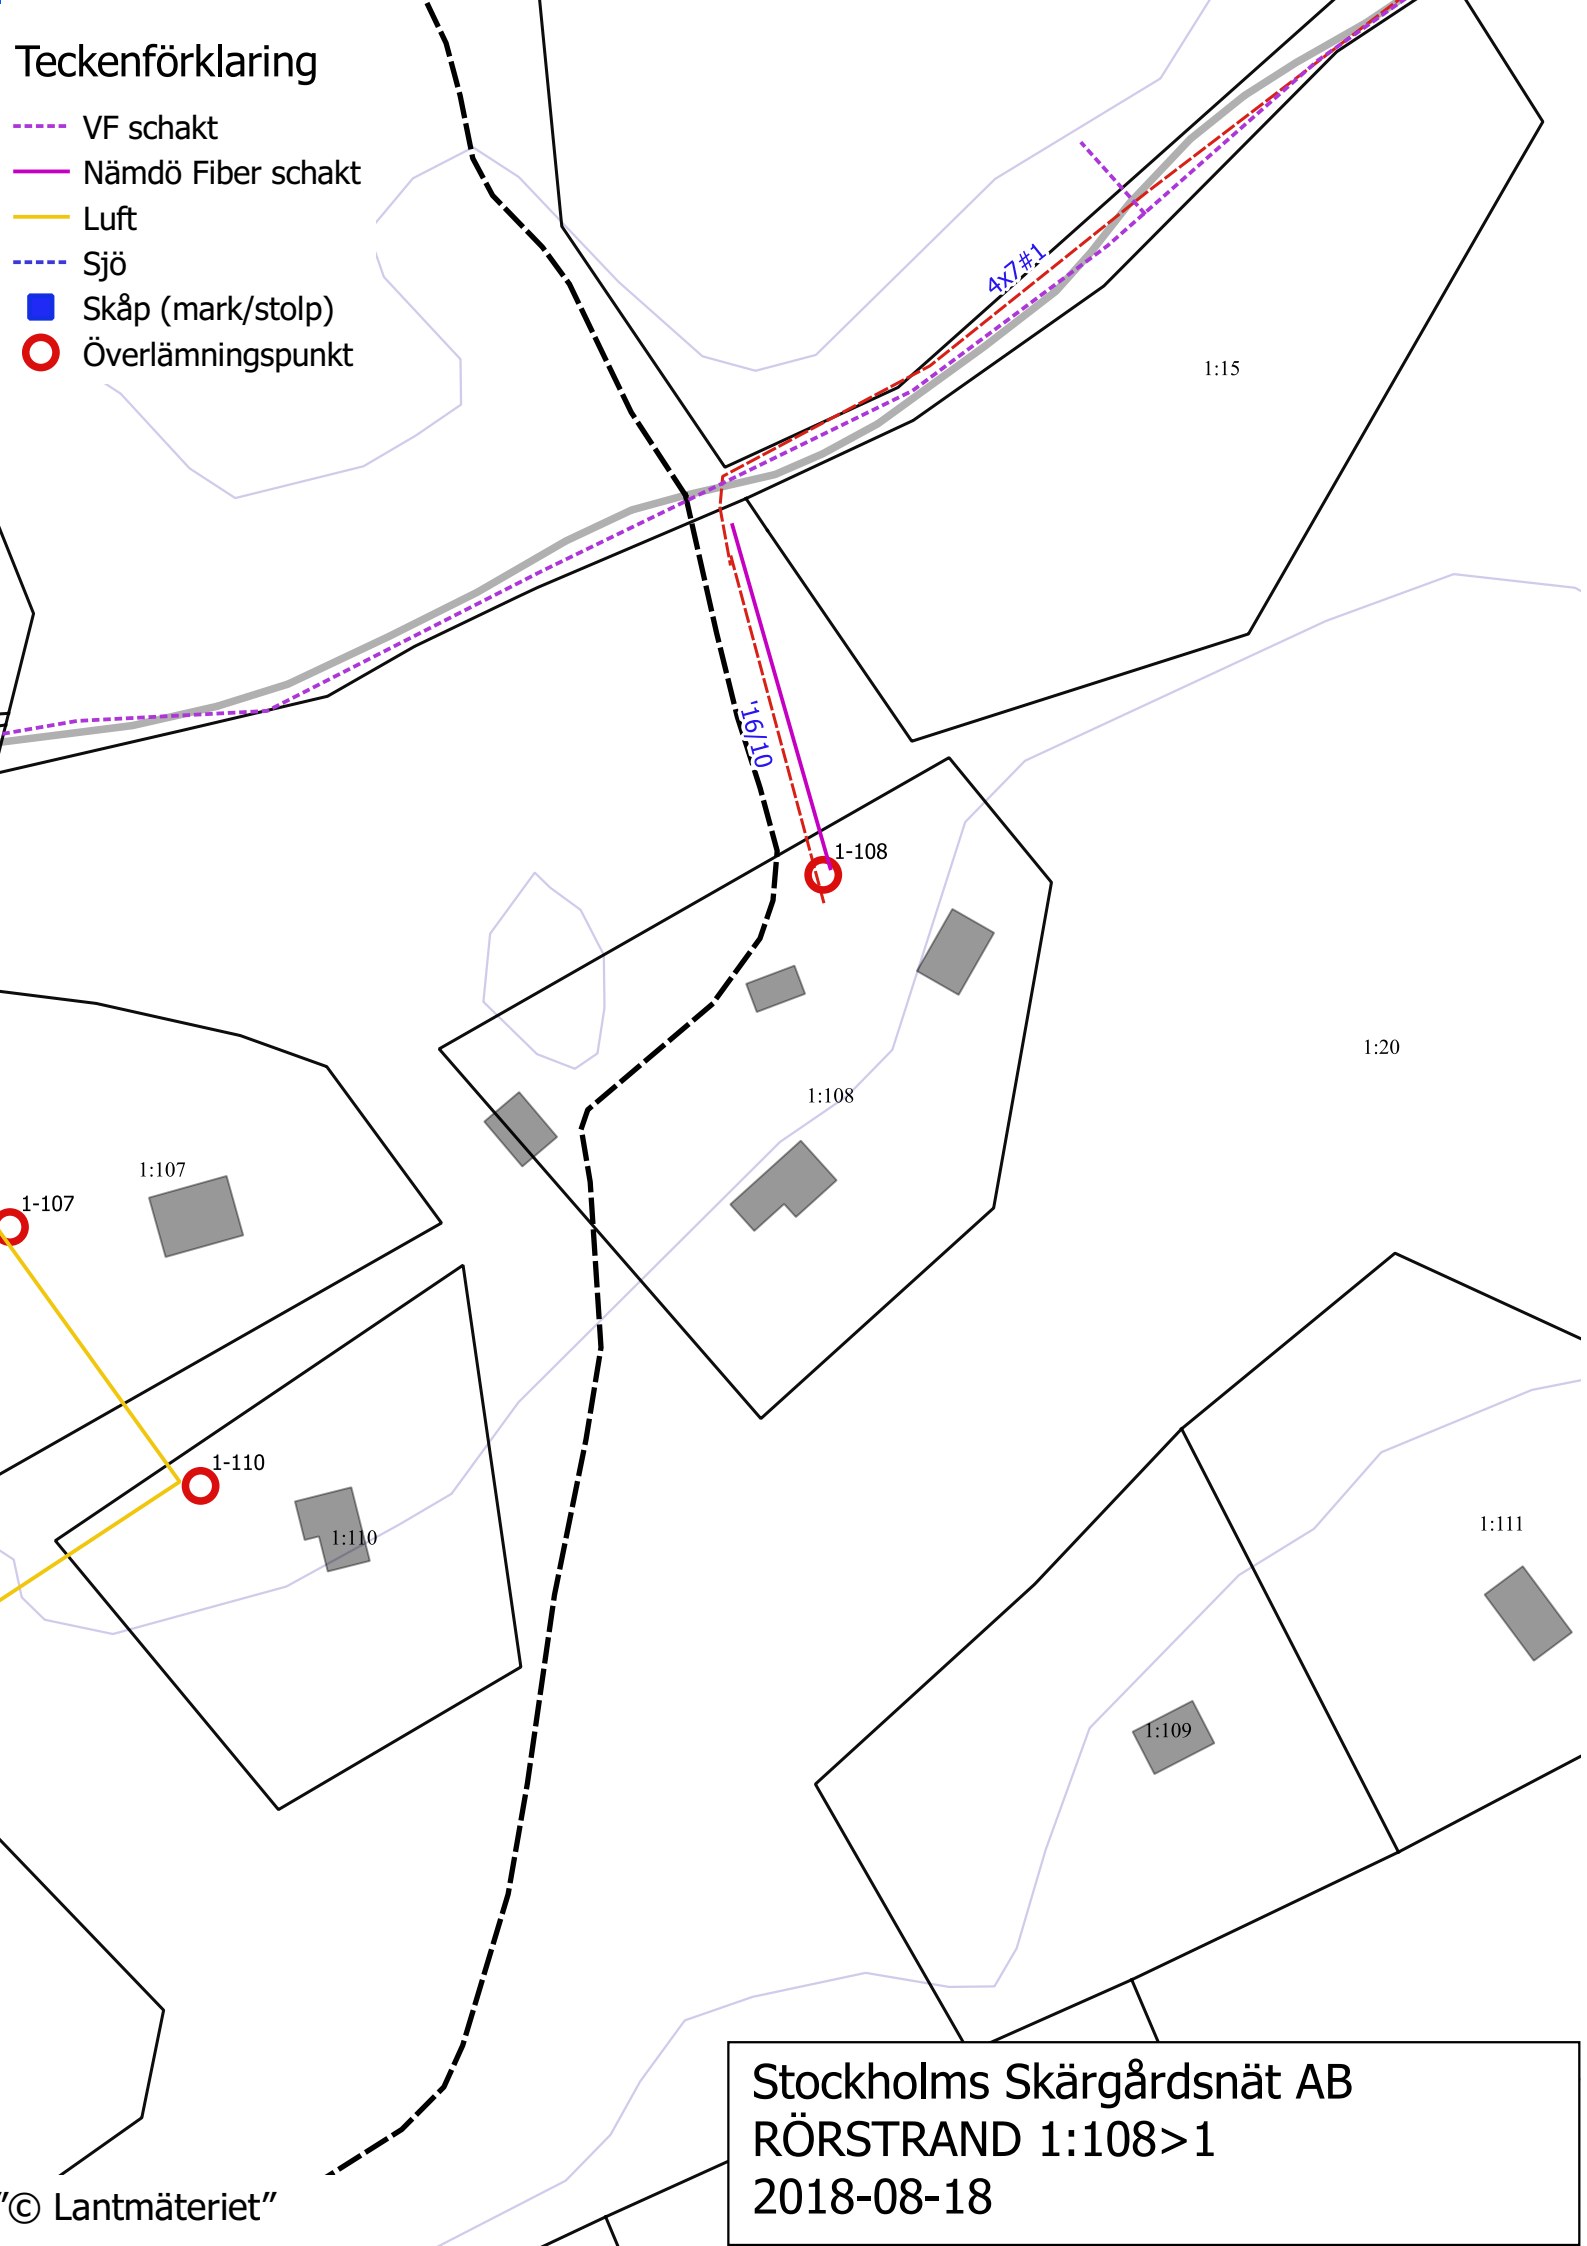 Teckenförklaring
VF schakt
Nämdö Fiber schakt
Luft
Sjö
Skåp (mark/stolp)
Överlämningspunkt
4x7#1
1:15
'16/10
1-108
1:20
1:108
1:107
1-107
1-110
1:110
1:111
1:109
Stockholms Skärgårdsnät AB
RÖRSTRAND 1:108>1
2018-08-18
"© Lantmäteriet"